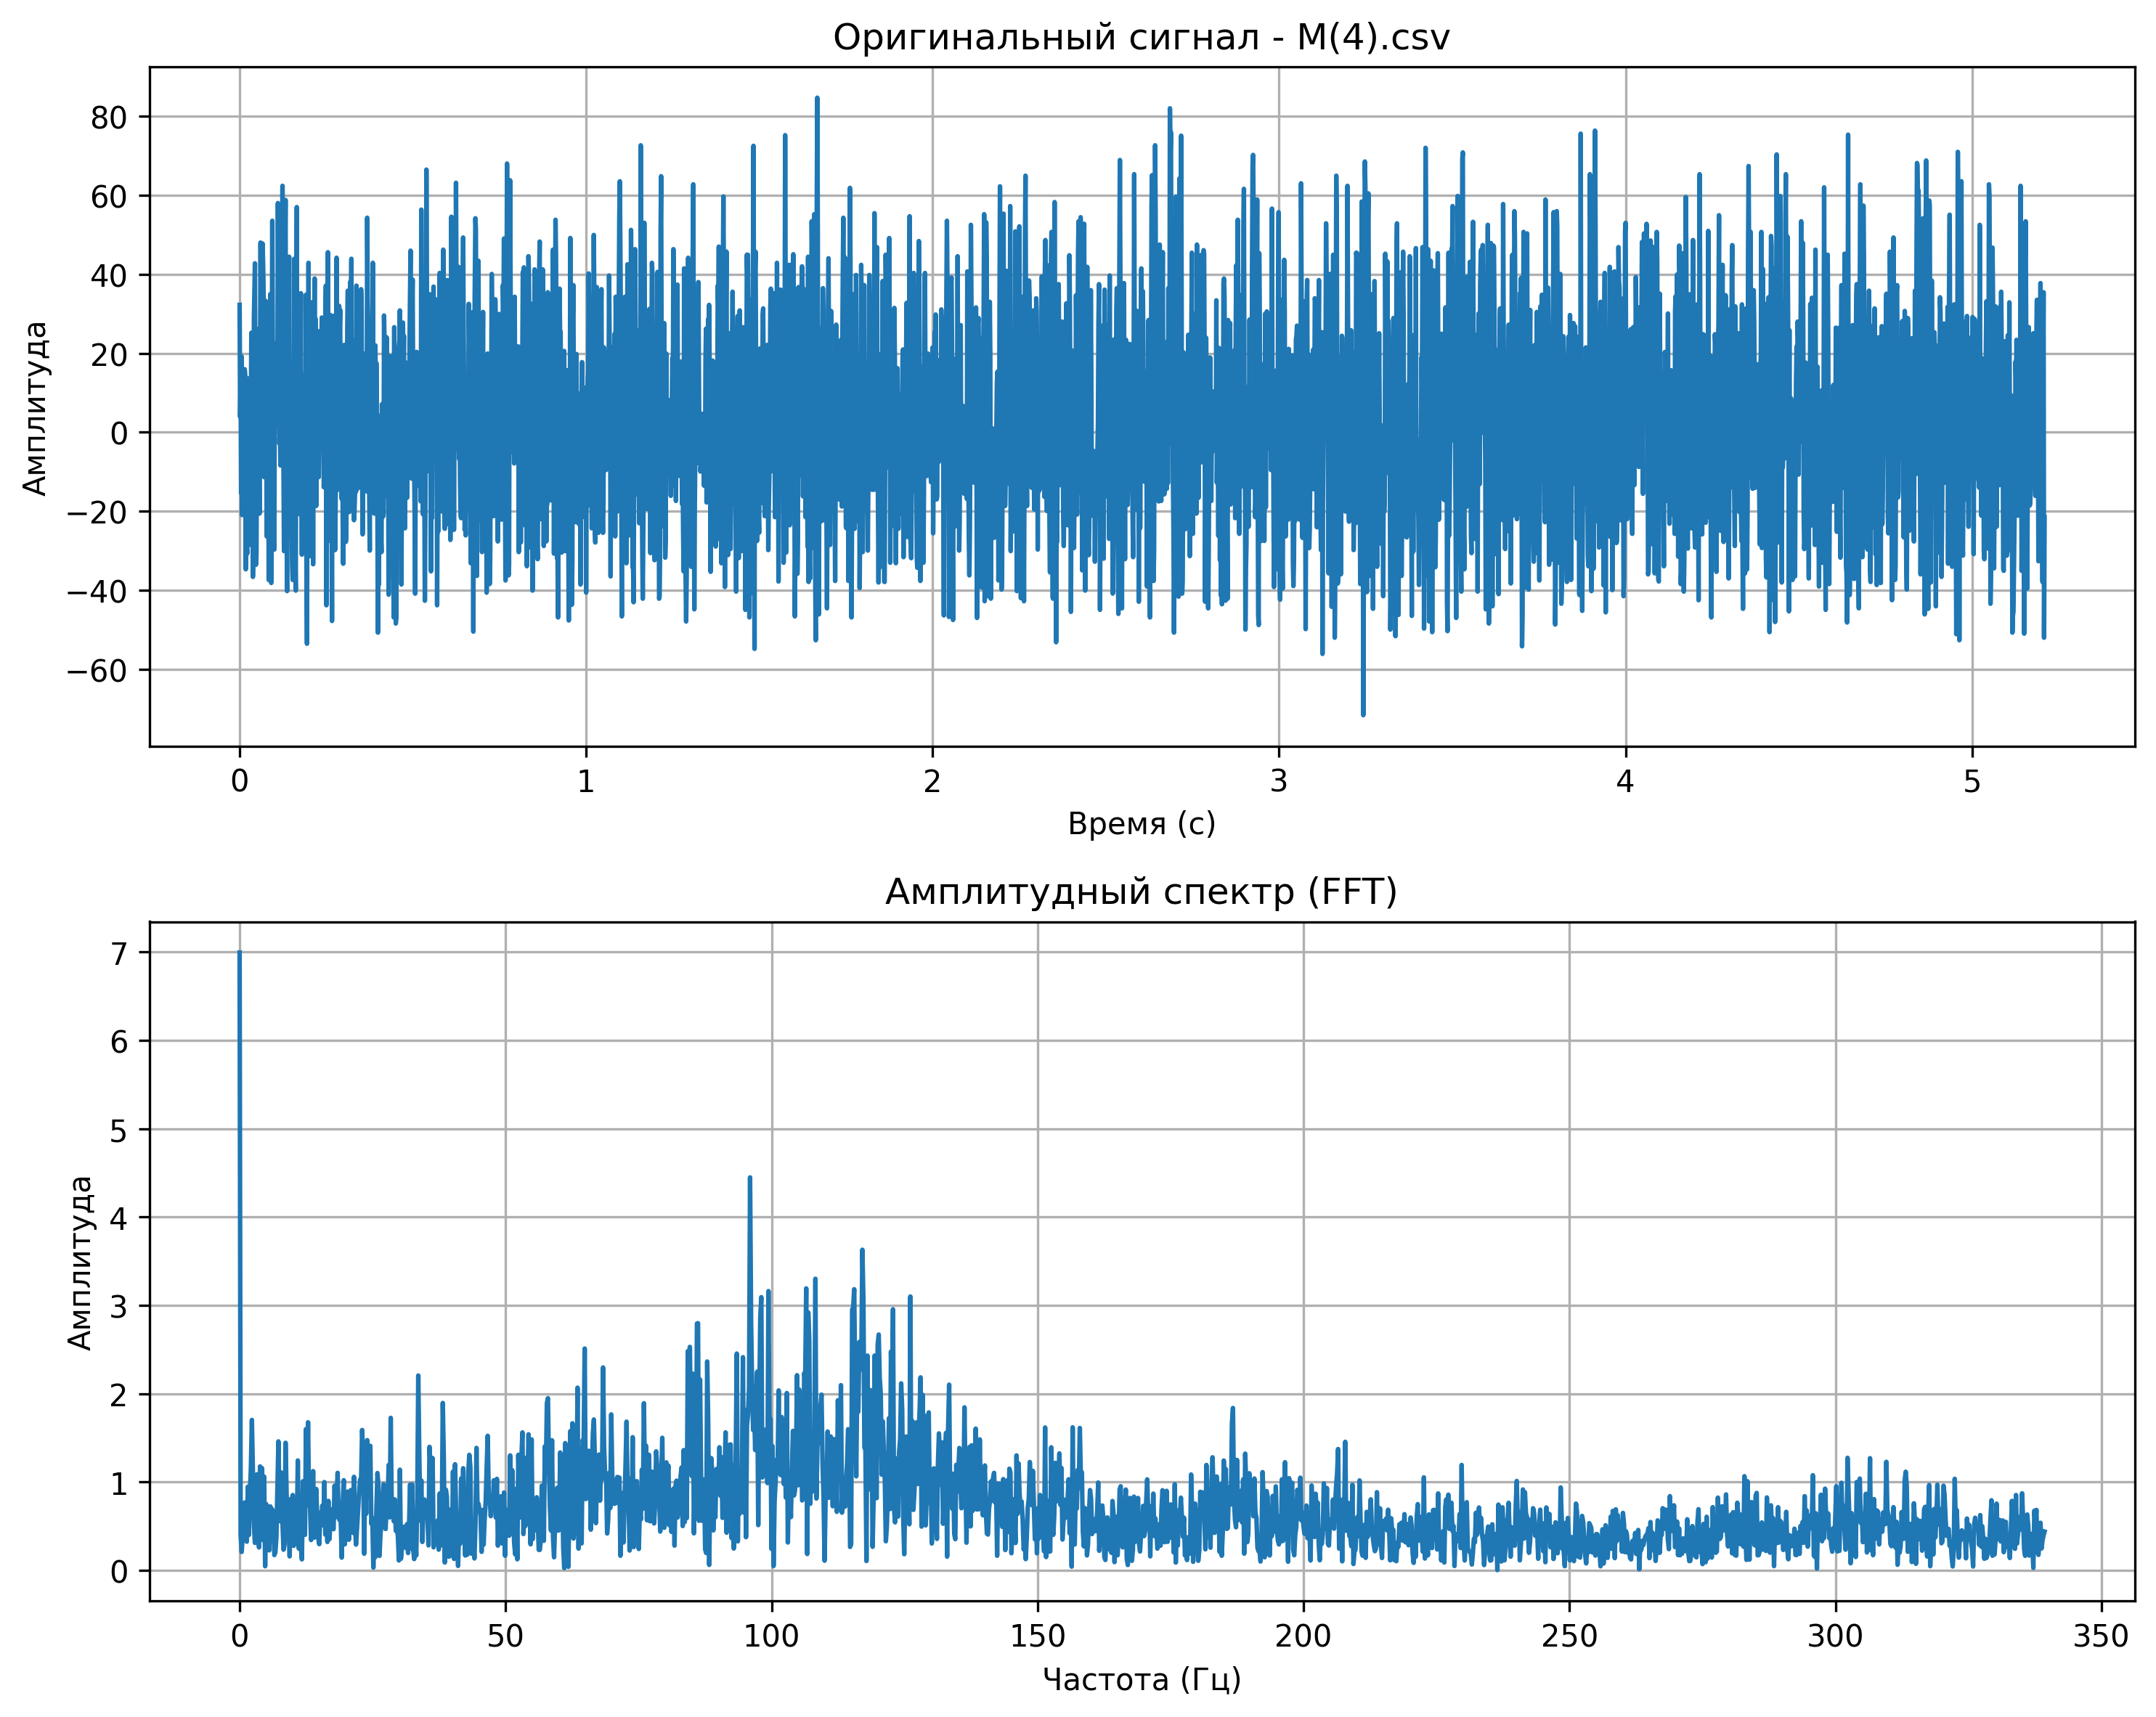 Оригинальный сигнал - M(4).csv
80
60
40
20
0
−20
−40
−60
Амплитуда
0 1 2 3 4 5
Время (с)
Амплитудный спектр (FFT)
7
6
5
4
3
2
1
0
Амплитуда
0 50 100 150 200 250 300 350
Частота (Гц)